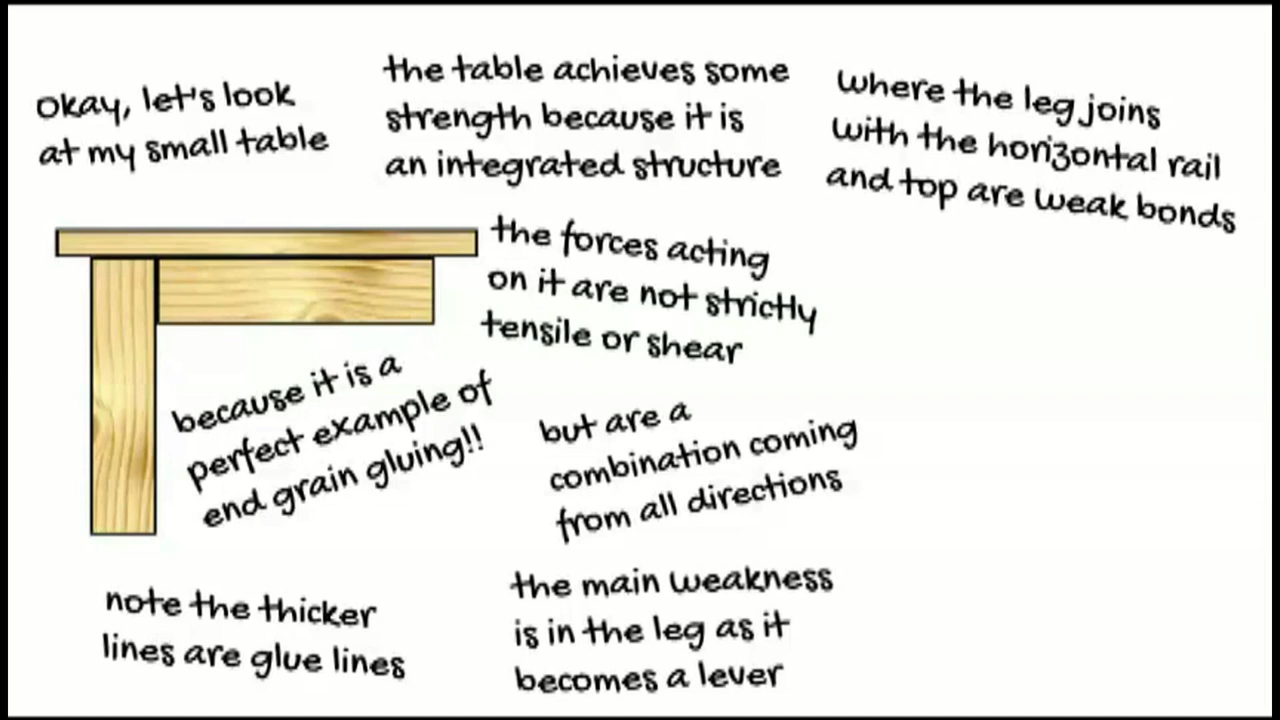 okay, let's look
at my small table
because it is a
perfect example of
end grain gluing!!
note the thicker
lines are glue lines
the table achieves some
strength because it is
an integrated structure
the forces acting
on it are not strictly
tensile or shear
but are a
combination coming
from all directions
the main weakness
is in the leg as it
becomes a lever
where the leg joins
with the horizontal rail
and top are weak bonds